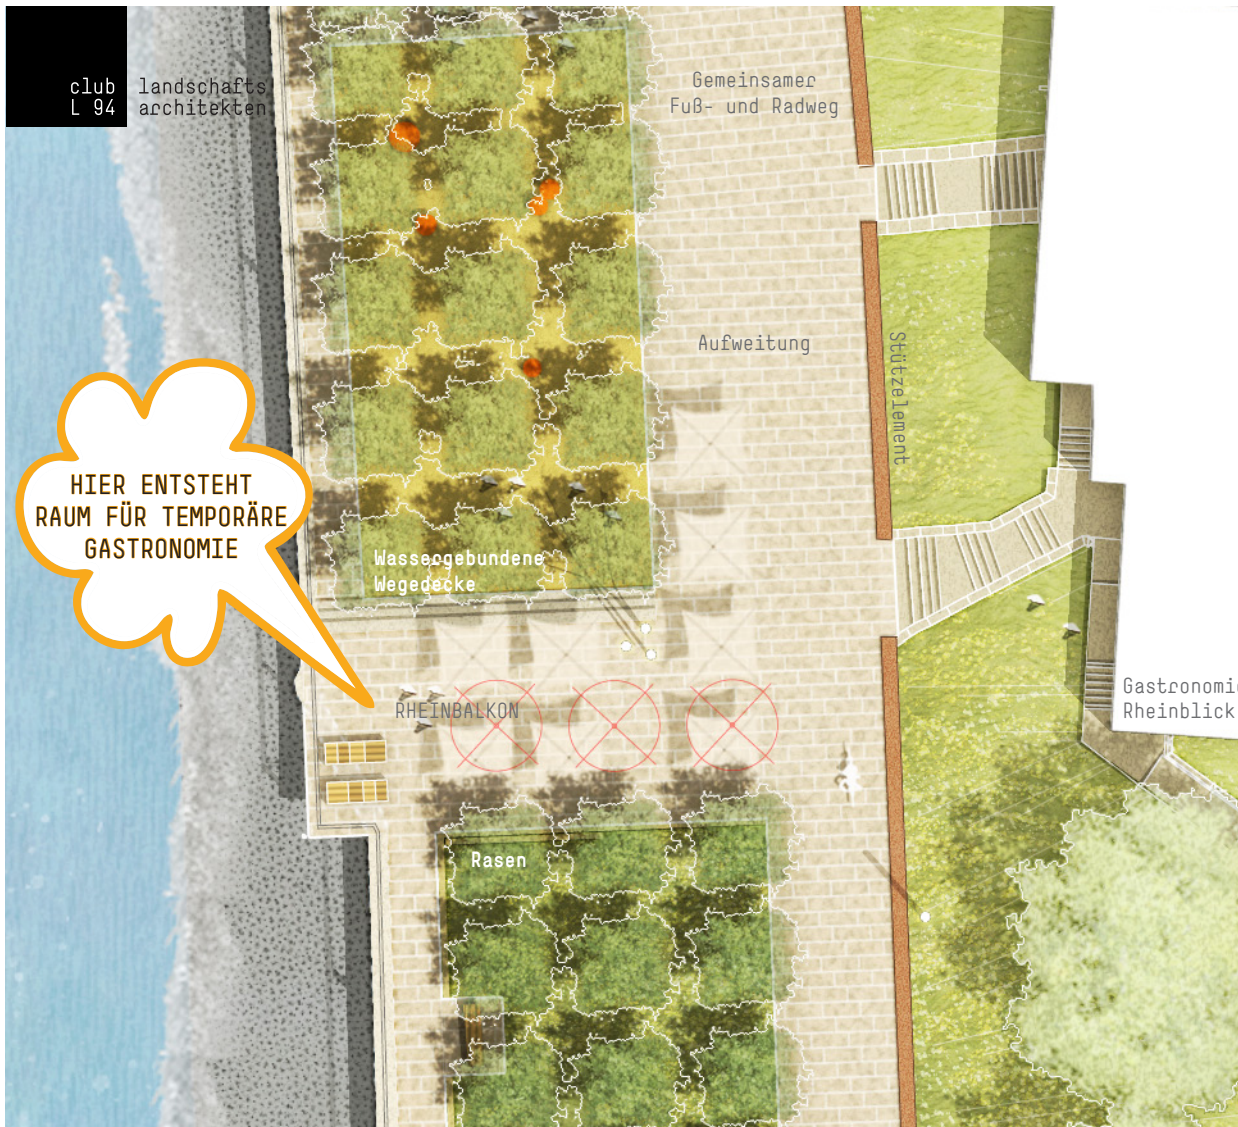 club
L 94
landschafts
architekten
Gemeinsamer
Fuß- und Radweg
Aufweitung
Stützelement
HIER ENTSTEHT
RAUM FÜR TEMPORÄRE
GASTRONOMIE
Wassergebundene
Wegedecke
RHEINBALKON
Gastronomie
Rheinblick
Rasen